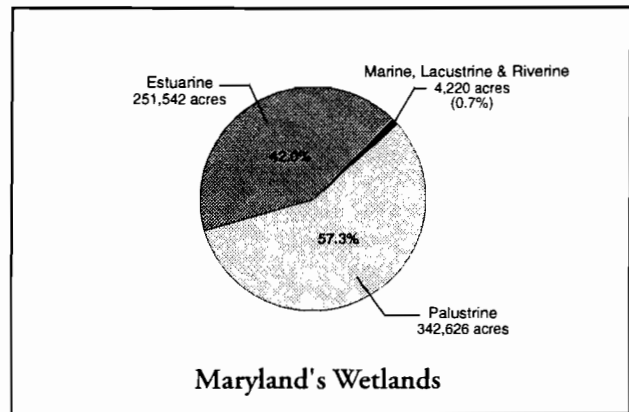 Estuarine
251,542 acres
Marine, Lacustrine & Riverine
4,220 acres
(0.7%)
42.0%
57.3%
Palustrine
342,626 acres
Maryland's Wetlands